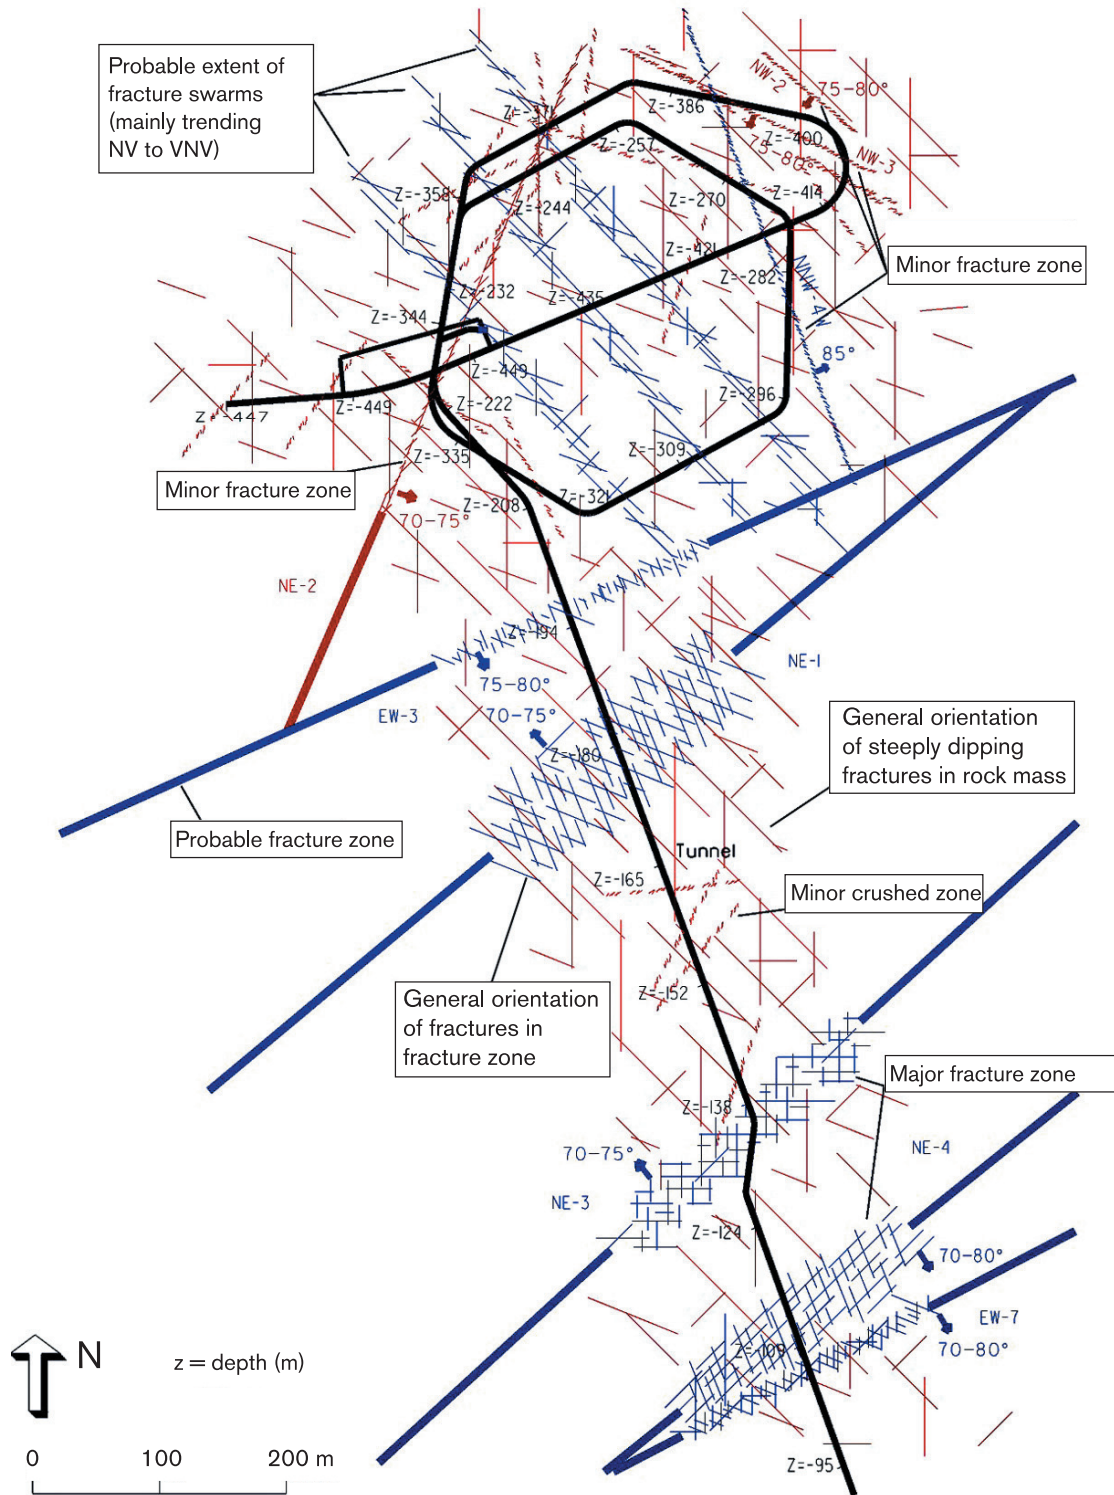 Probable extent of
fracture swarms
(mainly trending
NV to VNV)
NW-2
75-80°
Z=-386
Z=-400
75-80°
NW-3
Z=-257
Z=-358
Z=-244
Z=-270
Z=-414
Z=-421
Z=-282
NNW-4W
Minor fracture zone
Z=-232
Z=-435
Z=-344
85°
Z=-449
Z=-296
Z=-447
Z=-449
Z=-222
Z=-309
Z=-335
Minor fracture zone
Z=-321
70-75°
Z=-208
NE-2
Z=-194
NE-1
75-80°
EW-3
70-75°
Z=-180
General orientation
of steeply dipping
fractures in rock mass
Probable fracture zone
Tunnel
Z=-165
Minor crushed zone
Z=-152
General orientation
of fractures in
fracture zone
Major fracture zone
Z=-138
70-75°
NE-4
NE-3
Z=-124
70-80°
EW-7
70-80°
Z=-109
N
z = depth (m)
0 100 200 m
Z=-95